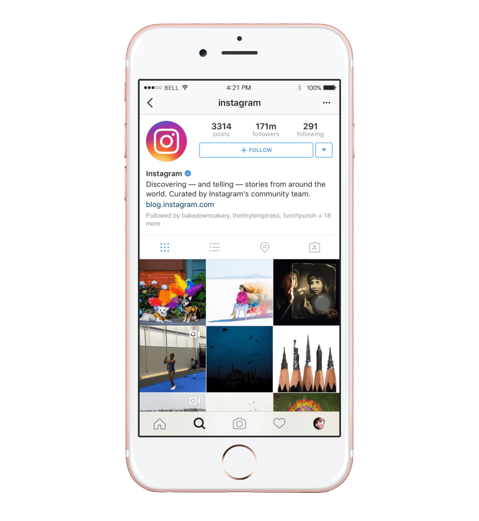 BELL 4:21 PM 100%
instagram
3314 171m 291
posts followers following
+ FOLLOW
Instagram
Discovering — and telling — stories from around the
world. Curated by Instagram's community team.
blog.instagram.com
Followed by bakedowncakery, thetinytemptress, funchpunch + 18
more